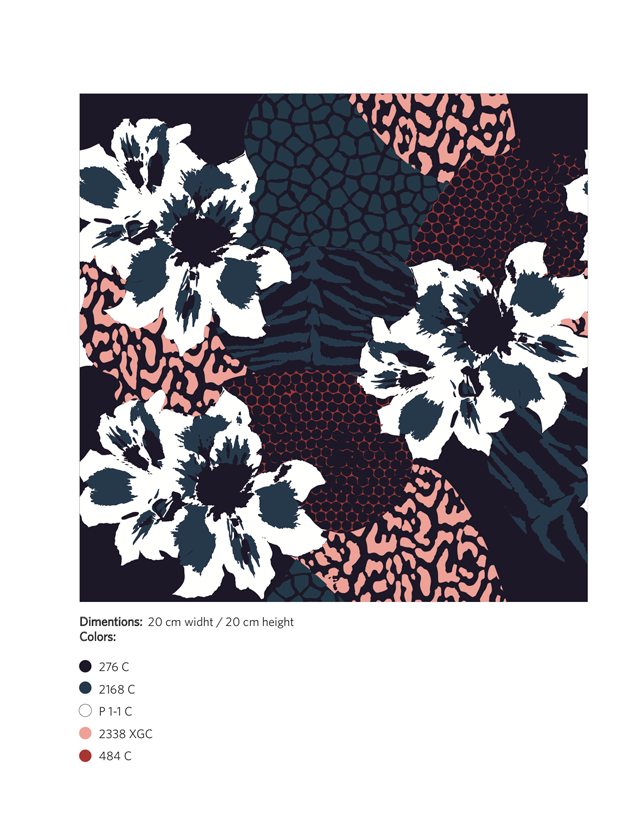 Dimentions: 20 cm widht / 20 cm height
Colors:
276 C
2168 C
P 1-1 C
2338 XGC
484 C